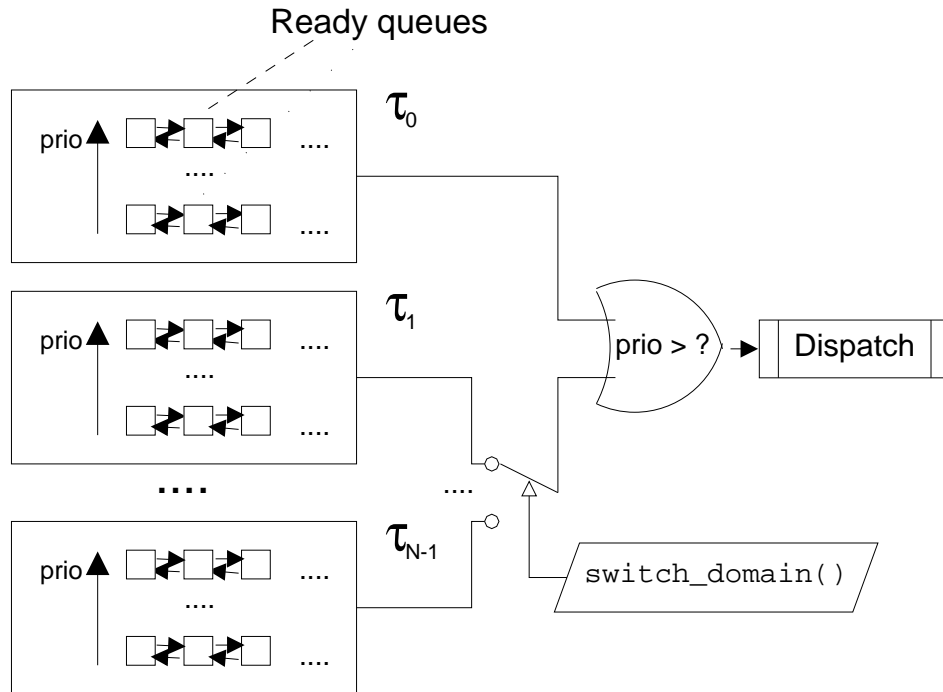 Ready queues
τ0
prio
....
....
....
τ1
prio
....
....
....
....
τN-1
prio
....
....
....
....
prio > ?
Dispatch
switch_domain()